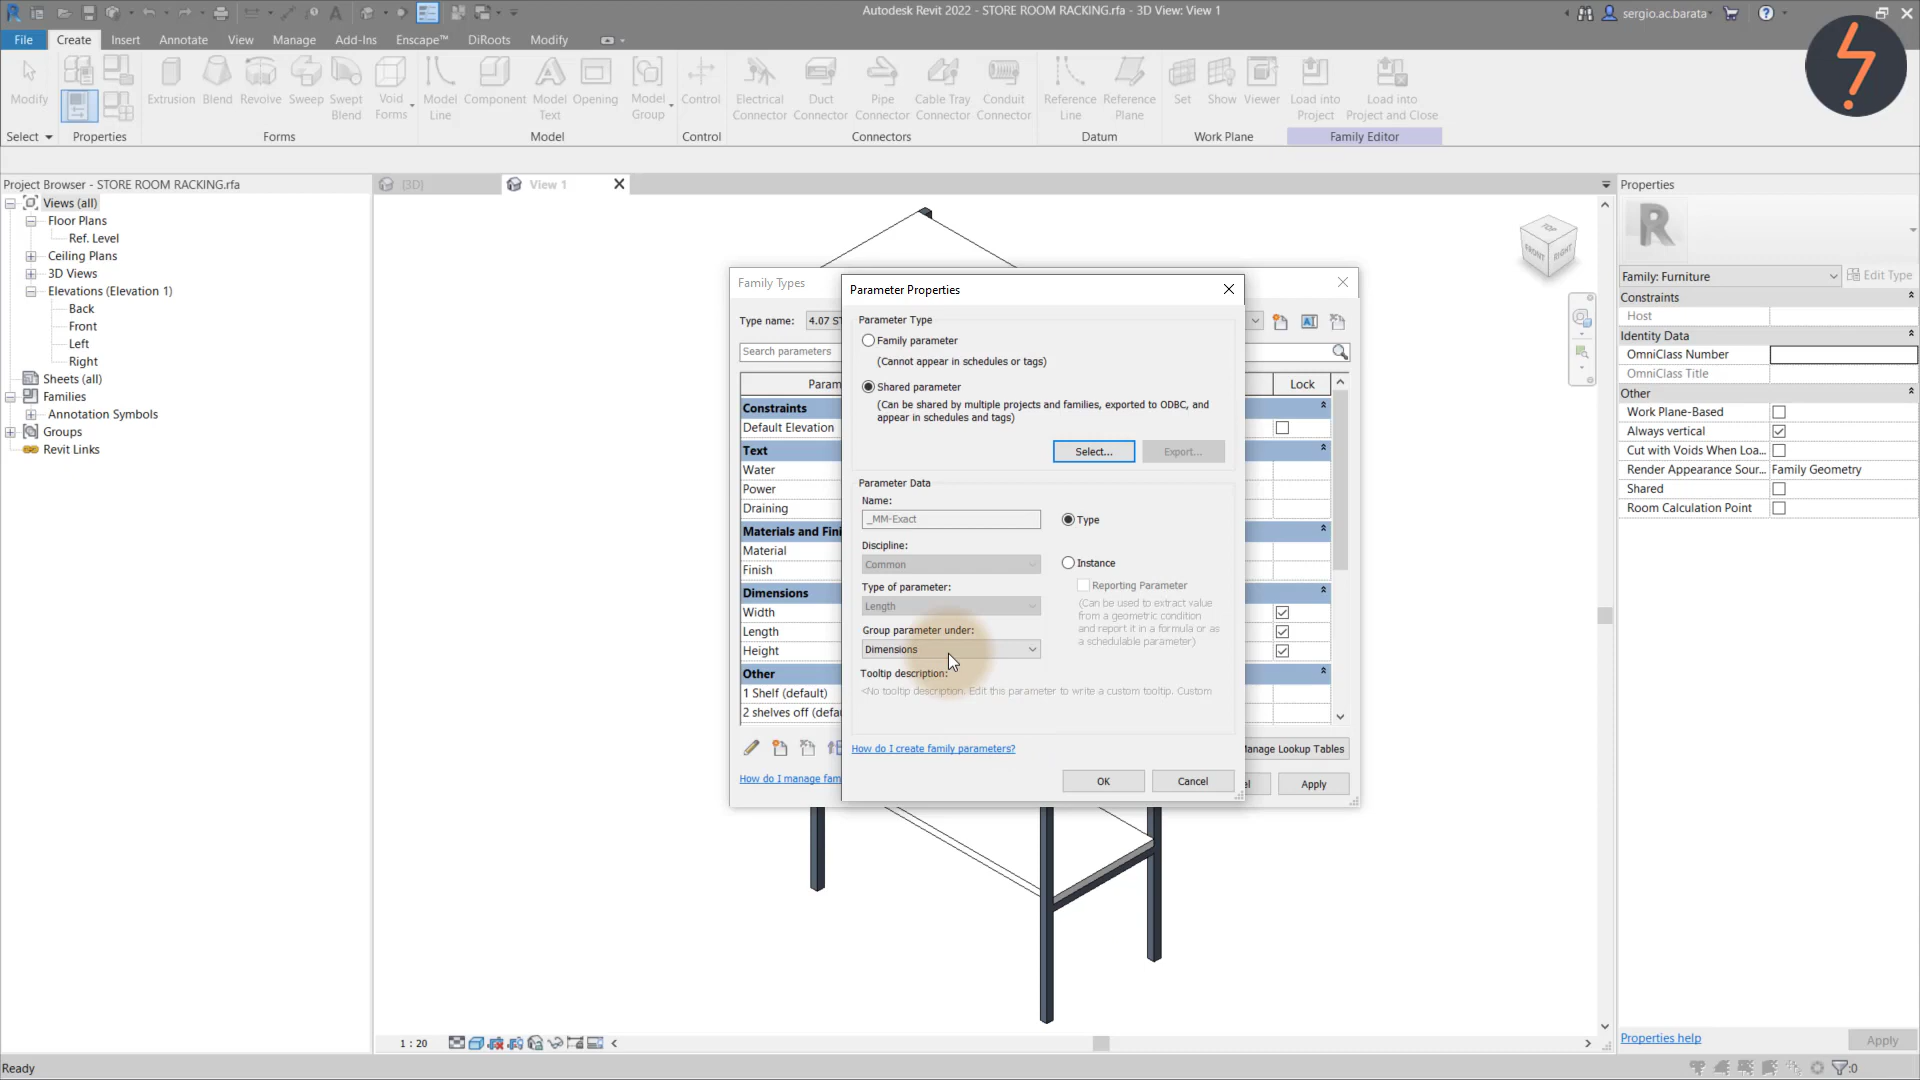 Autodesk Revit 2022 - STORE ROOM RACKING.rfa - 3D View: View 1
sergio.ac.barata
File
Create
Insert
Annotate
View
Manage
Add-Ins
Enscape™
DiRoots
Modify
Modify
Extrusion
Blend
Revolve
Sweep
Swept
Blend
Void
Forms
Model
Line
Component
Model
Text
Opening
Model
Group
Control
Electrical
Connector
Duct
Connector
Pipe
Connector
Cable Tray
Connector
Conduit
Connector
Reference
Line
Reference
Plane
Set
Show
Viewer
Load into
Project
Load into
Project and Close
Select
Properties
Forms
Model
Control
Connectors
Datum
Work Plane
Family Editor
Project Browser - STORE ROOM RACKING.rfa
Views (all)
Floor Plans
Ref. Level
Ceiling Plans
3D Views
Elevations (Elevation 1)
Back
Front
Left
Right
Sheets (all)
Families
Annotation Symbols
Groups
Revit Links
{3D}
View 1
TOP
FRONT
RIGHT
Family Types
Type name:
4.07 ST
Search parameters
Param
Lock
Constraints
Default Elevation
Text
Water
Power
Draining
Materials and Fini
Material
Finish
Dimensions
Width
Length
Height
Other
1 Shelf (default)
2 shelves off (defau
Manage Lookup Tables
How do I manage fam
el
Apply
Parameter Properties
Parameter Type
Family parameter
(Cannot appear in schedules or tags)
Shared parameter
(Can be shared by multiple projects and families, exported to ODBC, and
appear in schedules and tags)
Select...
Export...
Parameter Data
Name:
_MM-Exact
Type
Discipline:
Common
Instance
Reporting Parameter
(Can be used to extract value
from a geometric condition
and report it in a formula or as
a schedulable parameter)
Type of parameter:
Length
Group parameter under:
Dimensions
Tooltip description:
<No tooltip description. Edit this parameter to write a custom tooltip. Custom
How do I create family parameters?
OK
Cancel
Properties
R
Family: Furniture
Edit Type
Constraints
Host
Identity Data
OmniClass Number
OmniClass Title
Other
Work Plane-Based
Always vertical
Cut with Voids When Loa...
Render Appearance Sour...
Family Geometry
Shared
Room Calculation Point
Properties help
Apply
1 : 20
Ready
:0